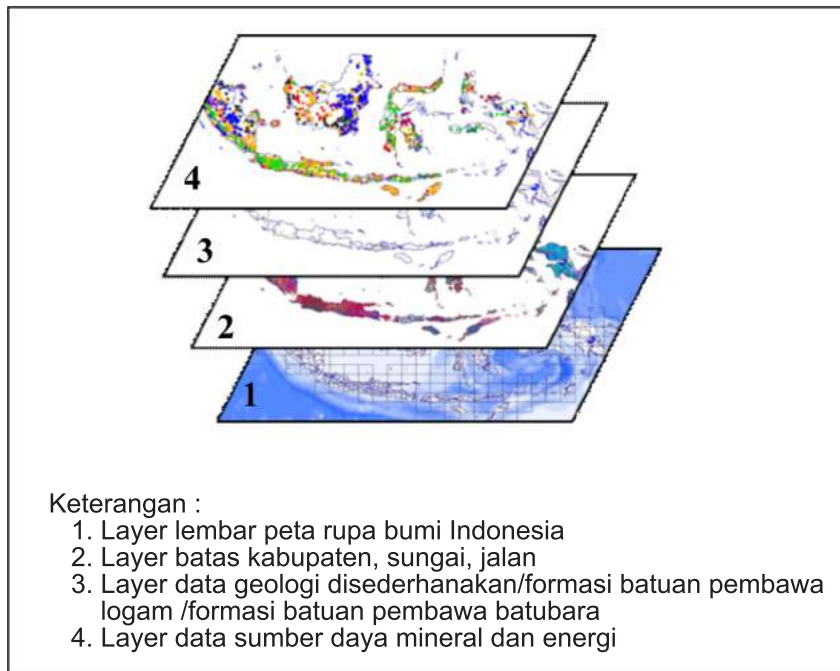 4
3
2
1
Keterangan :
1. Layer lembar peta rupa bumi Indonesia
2. Layer batas kabupaten, sungai, jalan
3. Layer data geologi disederhanakan/formasi batuan pembawa
logam /formasi batuan pembawa batubara
4. Layer data sumber daya mineral dan energi